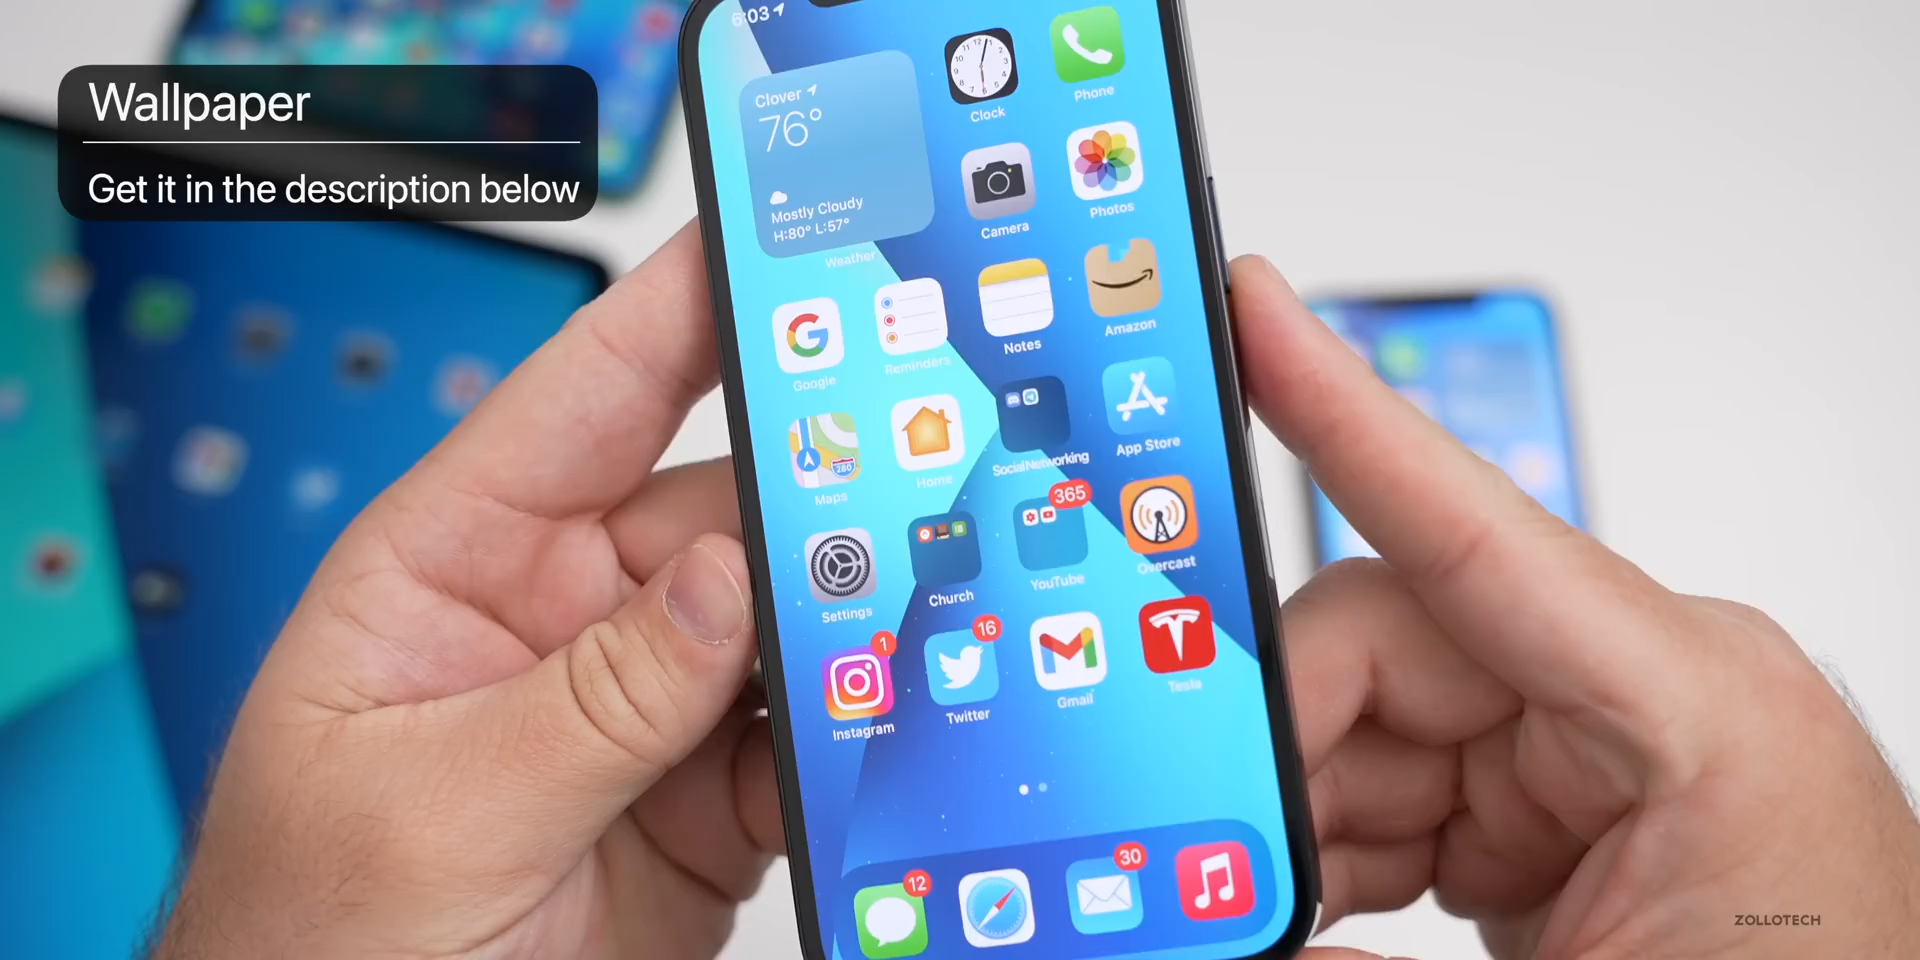 Wallpaper
Get it in the description below
6:03
Clover
76°
Mostly Cloudy
H:80° L:57°
Weather
Clock
Phone
Camera
Photos
Google
Reminders
Notes
Amazon
280
Maps
Home
SocialNetworking
App Store
Settings
Church
365
YouTube
Overcast
1
Instagram
16
Twitter
Gmail
Tesla
12
30
ZOLLOTECH